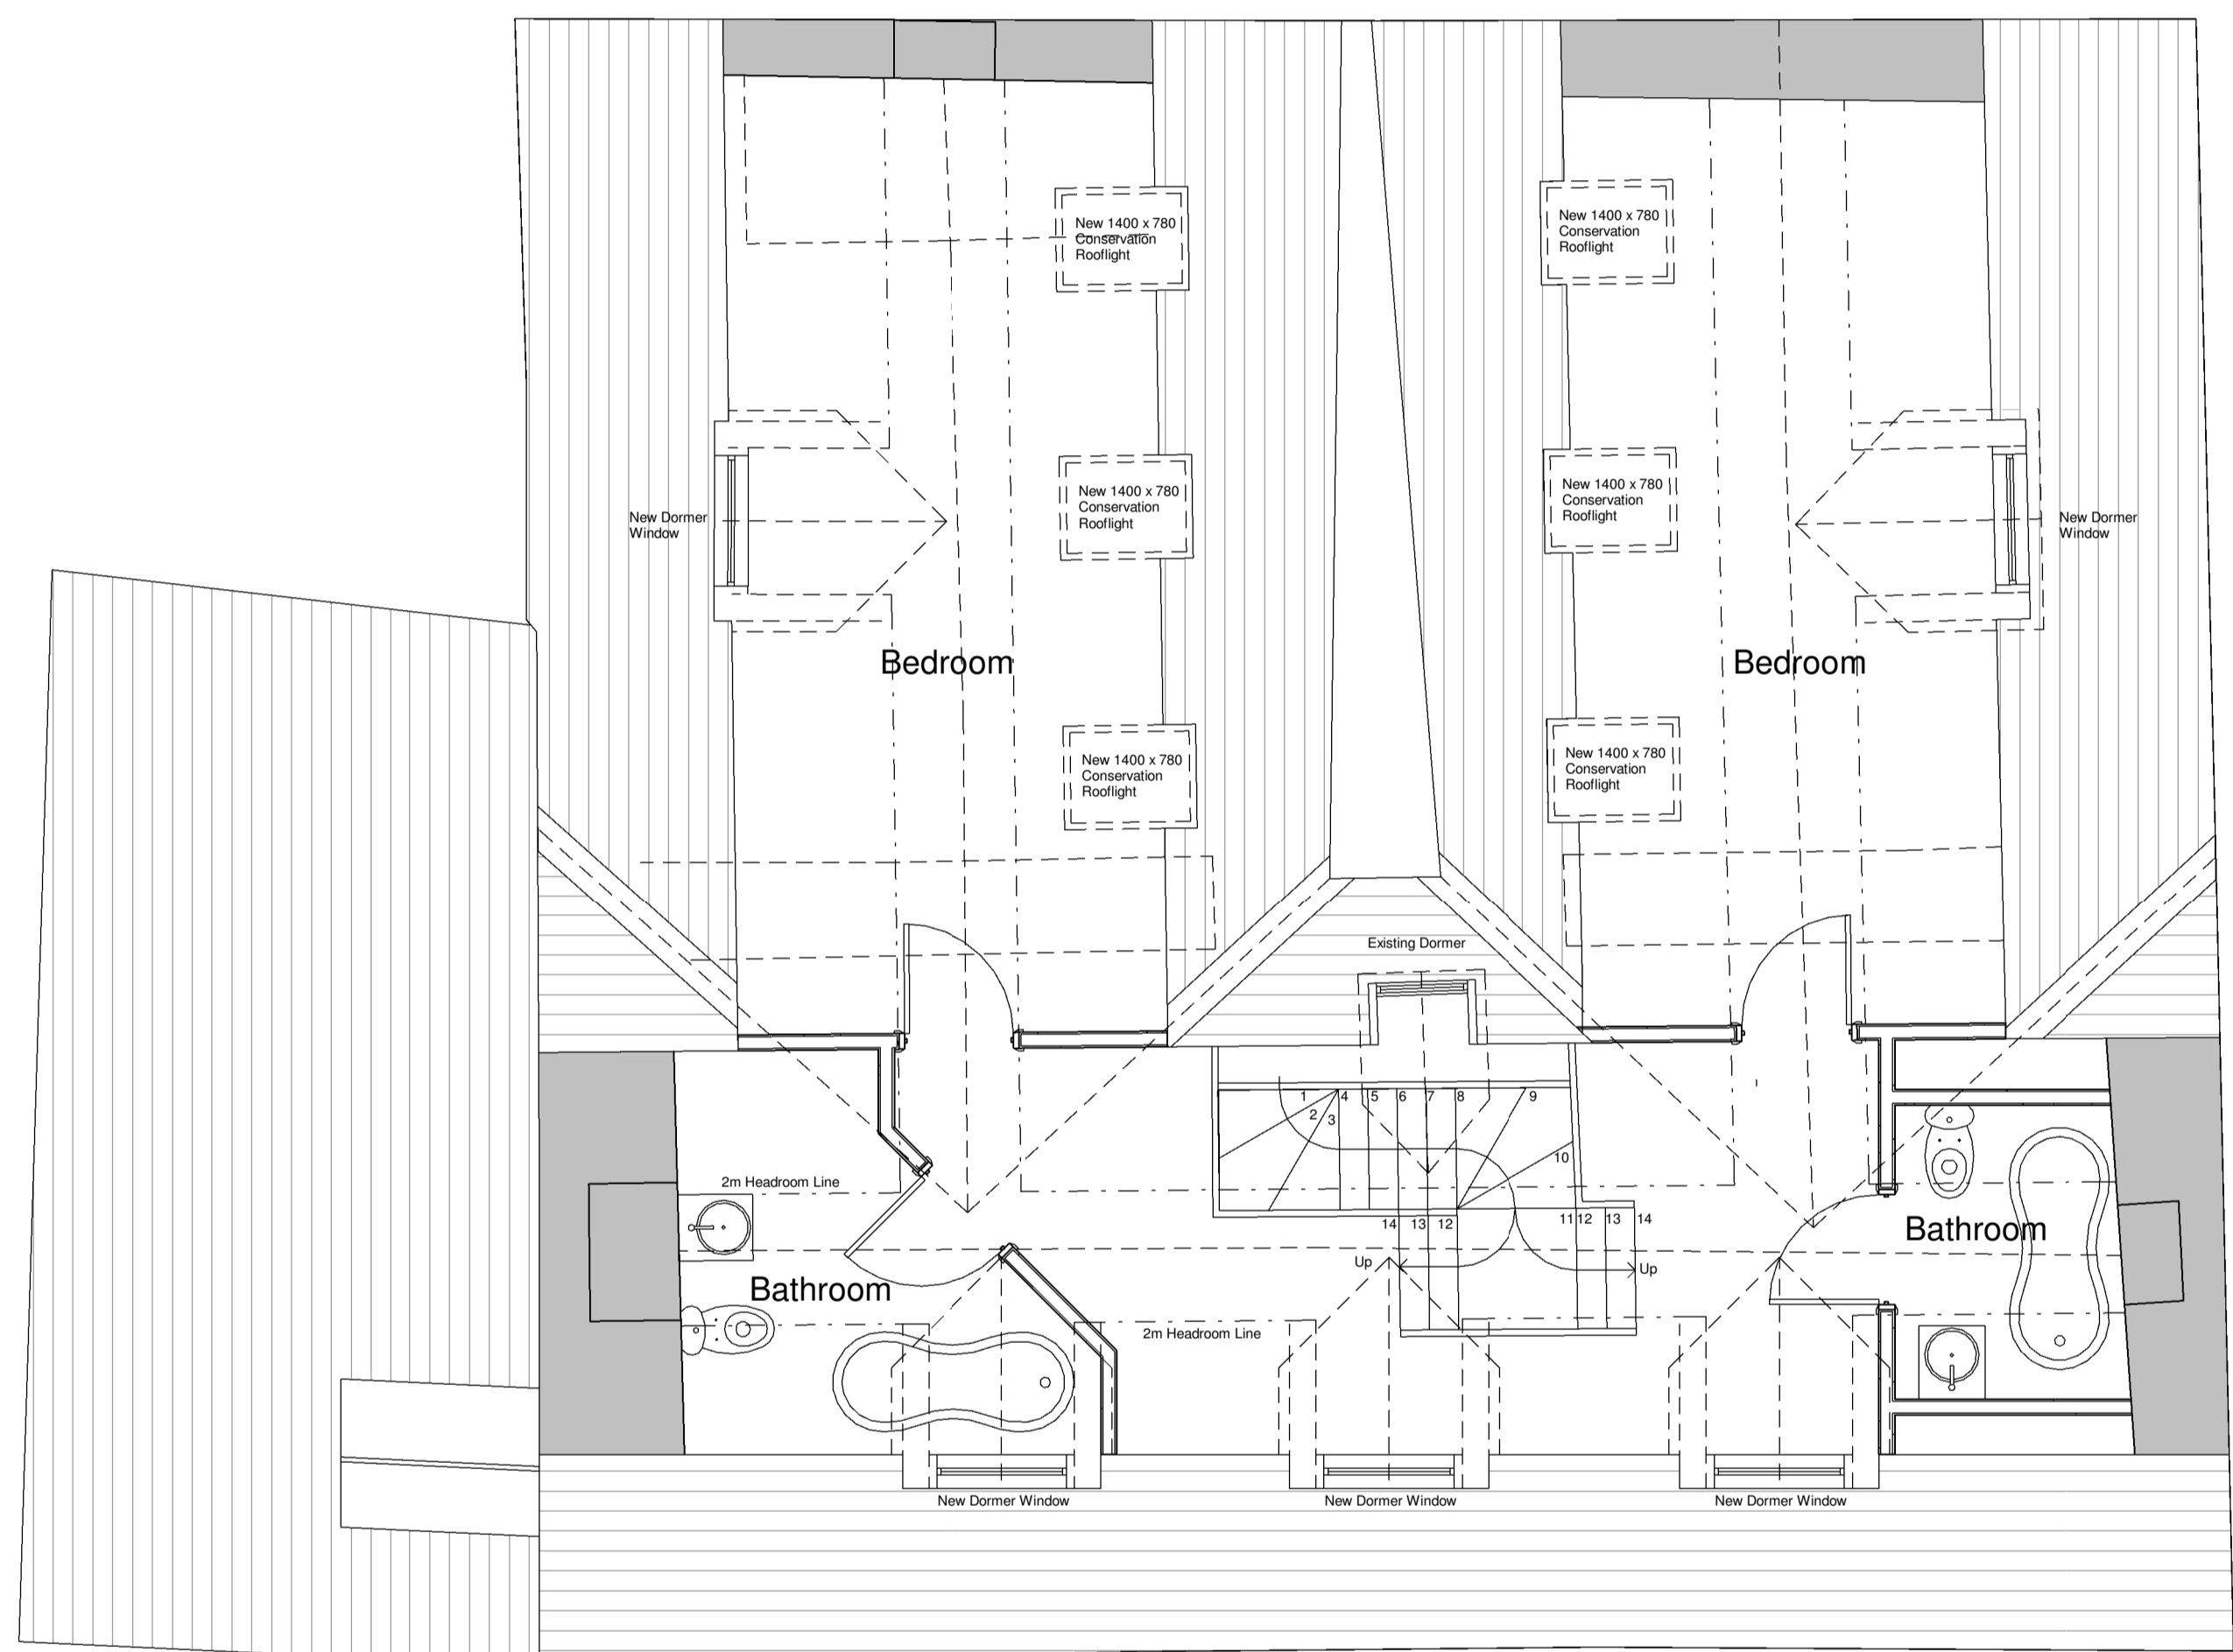 New 1400 x 780
Conservation
Rooflight
New 1400 x 780
Conservation
Rooflight
New 1400 x 780
Conservation
Rooflight
New 1400 x 780
Conservation
Rooflight
New Dormer
Window
New Dormer
Window
Bedroom
Bedroom
New 1400 x 780
Conservation
Rooflight
New 1400 x 780
Conservation
Rooflight
Existing Dormer
1
2
3
4
5
6
7
8
9
10
2m Headroom Line
14
13
12
11
12
13
14
Bathroom
Up
Up
Bathroom
2m Headroom Line
New Dormer Window
New Dormer Window
New Dormer Window